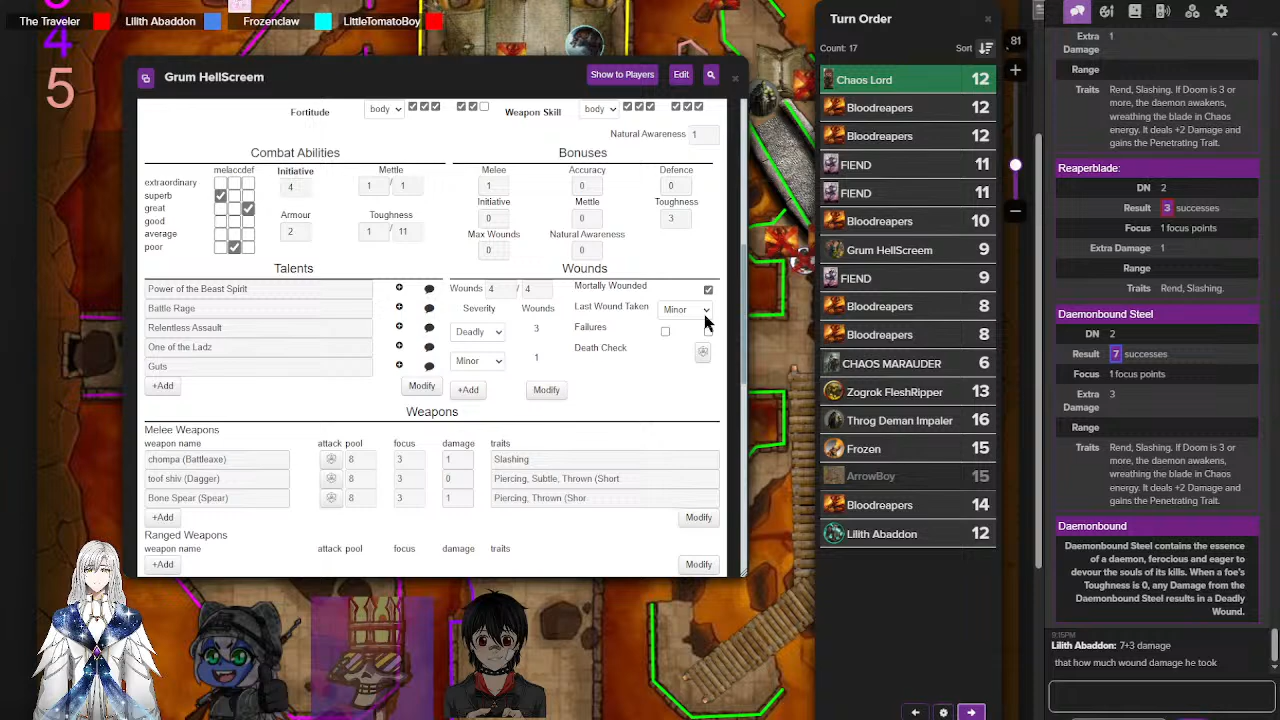 The Traveler
Lilith Abaddon
Frozenclaw
LittleTomatoBoy
4
5
Grum HellScreem
Show to Players
Edit
Fortitude body
Weapon Skill body
Natural Awareness 1
Combat Abilities
melaccdef
Initiative
4
Mettle
1 / 1
extraordinary
superb
great
good
average
poor
Armour
2
Toughness
1 / 11
Bonuses
Melee
1
Accuracy
0
Defence
0
Initiative
0
Mettle
0
Toughness
3
Max Wounds
0
Natural Awareness
0
Talents
Power of the Beast Spirit
Battle Rage
Relentless Assault
One of the Ladz
Guts
+Add
Modify
Wounds
Wounds 4 / 4
Severity Wounds
Deadly 3
Minor 1
+Add
Modify
Mortally Wounded
Last Wound Taken Minor
Failures
Death Check
Weapons
Melee Weapons
weapon name attack pool focus damage traits
chompa (Battleaxe) 8 3 1 Slashing
toof shiv (Dagger) 8 3 0 Piercing, Subtle, Thrown (Short
Bone Spear (Spear) 8 3 1 Piercing, Thrown (Shor
+Add
Modify
Ranged Weapons
weapon name attack pool focus damage traits
+Add
Modify
Turn Order
Count: 17
Sort
Chaos Lord 12
Bloodreapers 12
Bloodreapers 12
FIEND 11
FIEND 11
Bloodreapers 10
Grum HellScreem 9
FIEND 9
Bloodreapers 8
Bloodreapers 8
CHAOS MARAUDER 6
Zogrok FleshRipper 13
Throg Deman Impaler 16
Frozen 15
ArrowBoy 15
Bloodreapers 14
Lilith Abaddon 12
81
Extra 1
Damage
Range
Traits Rend, Slashing. If Doom is 3 or
more, the daemon awakens,
wreathing the blade in Chaos
energy. It deals +2 Damage and
gains the Penetrating Trait.
Reaperblade:
DN 2
Result 3 successes
Focus 1 focus points
Extra Damage 1
Range
Traits Rend, Slashing.
Daemonbound Steel
DN 2
Result 7 successes
Focus 1 focus points
Extra 3
Damage
Range
Traits Rend, Slashing. If Doom is 3 or
more, the daemon awakens,
wreathing the blade in Chaos
energy. It deals +2 Damage and
gains the Penetrating Trait.
Daemonbound
Daemonbound Steel contains the essence
of a daemon, ferocious and eager to
devour the souls of its kills. When a foe's
Toughness is 0, any Damage from the
Daemonbound Steel results in a Deadly
Wound.
9:15PM
Lilith Abaddon: 7+3 damage
that how much wound damage he took